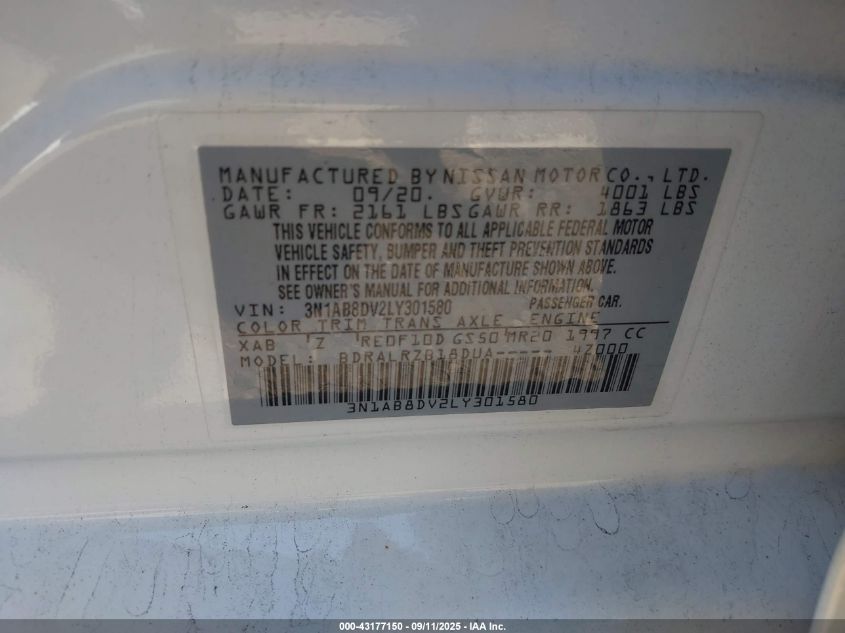 MANUFACTURED BY NISSAN MOTOR CO., LTD.
DATE: 09/20. GVWR: 4001 LBS
GAWR FR: 2161 LBS GAWR RR: 1863 LBS
THIS VEHICLE CONFORMS TO ALL APPLICABLE FEDERAL MOTOR
VEHICLE SAFETY, BUMPER AND THEFT PREVENTION STANDARDS
IN EFFECT ON THE DATE OF MANUFACTURE SHOWN ABOVE.
SEE OWNER'S MANUAL FOR ADDITIONAL INFORMATION.
VIN: 3N1AB8DV2LY301580 PASSENGER CAR.
COLOR TRIM TRANS AXLE ENGINE
XAB Z RE0F10D GS50 MR20 1997 CC
MODEL: BDRALRZB18DUA----- 4Z000
3N1AB8DV2LY301580
000-43177150 - 09/11/2025 - IAA Inc.